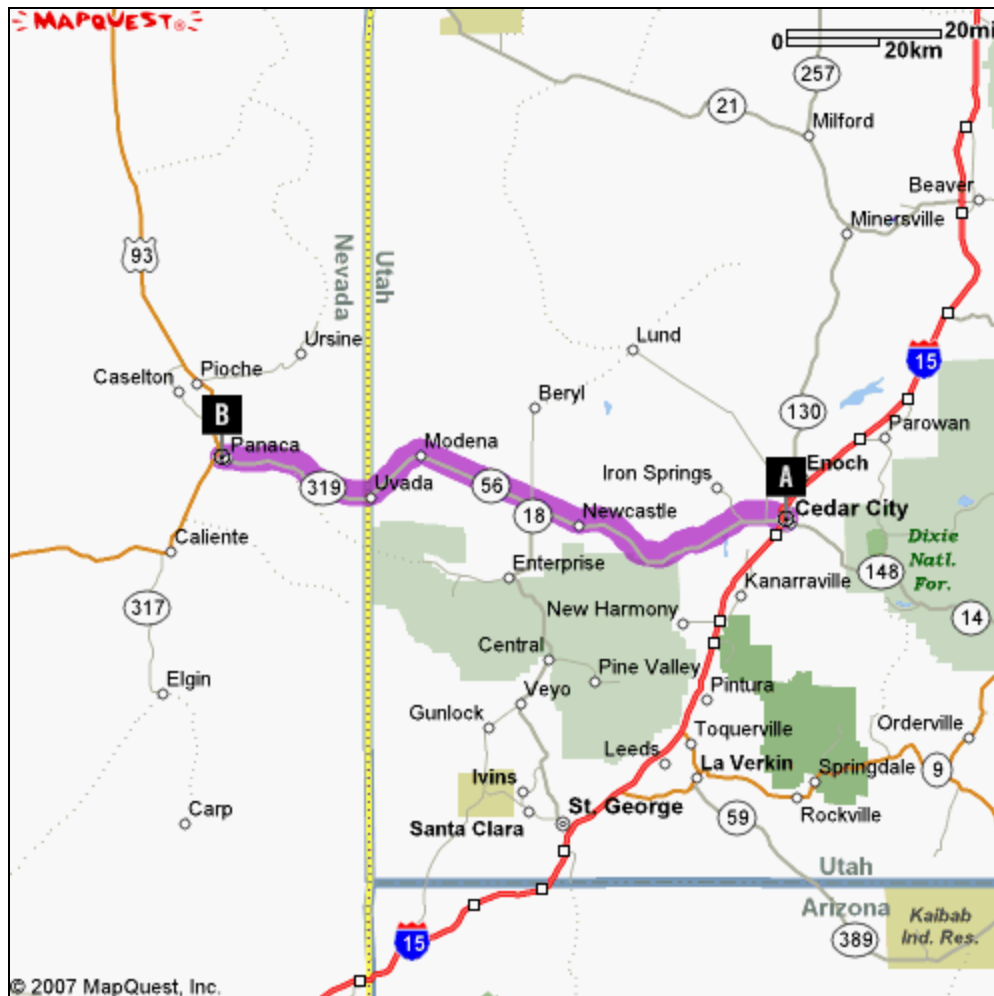 MAPQUEST®
20mi
0
20km
257
21
Milford
Beaver
Minersville
93
Nevada
Utah
Ursine
Lund
15
Pioche
Caselton
Beryl
130
Parowan
B
Panaca
Modena
A
Enoch
Iron Springs
319
Uvada
56
18
Newcastle
Cedar City
Caliente
Enterprise
Dixie
Natl.
For.
148
Kanarraville
317
New Harmony
14
Central
Elgin
Pine Valley
Pintura
Veyo
Gunlock
Toquerville
Orderville
Leeds
La Verkin
Springdale
9
Ivins
St. George
Carp
59
Rockville
Santa Clara
Utah
Arizona
Kaibab
Ind. Res.
15
389
© 2007 MapQuest, Inc.